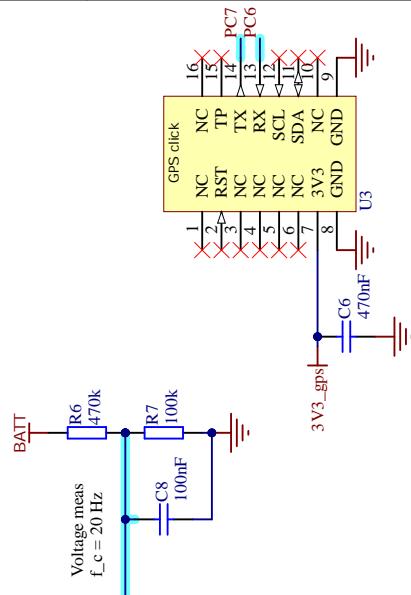 PC7
PC6
16
15
14
13
12
11
10
9
NC
TP
TX
RX
SCL
SDA
NC
GND
GPS click
NC
RST
NC
NC
NC
NC
3V3
GND
U3
1
2
3
4
5
6
7
8
C6
470nF
3V3_gps
BATT
R6
470k
R7
100k
C8
100nF
Voltage meas
f_c = 20 Hz